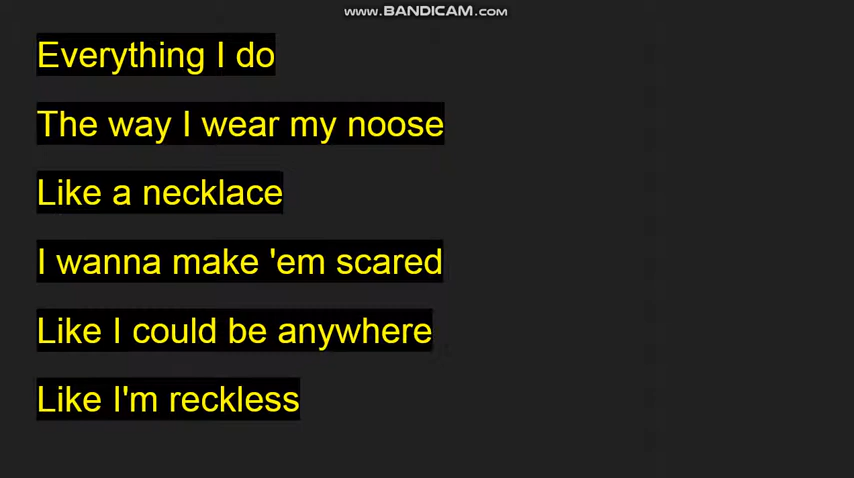 www.BANDICAM.com
Everything I do
The way I wear my noose
Like a necklace
I wanna make 'em scared
Like I could be anywhere
Like I'm reckless